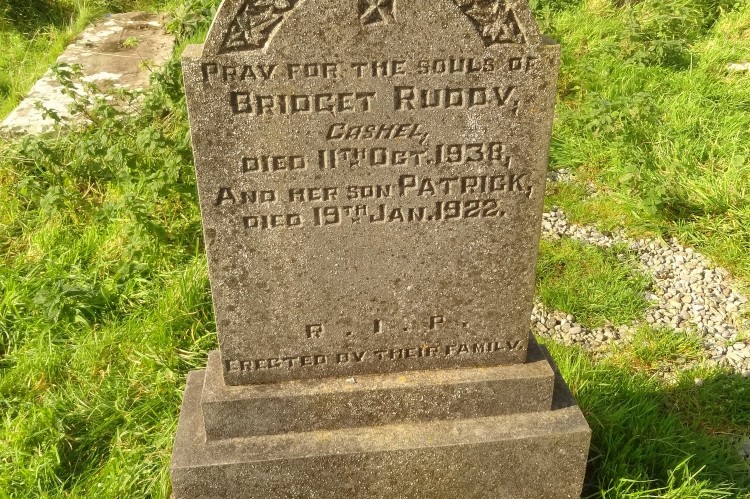 PRAY FOR THE SOULS OF
BRIDGET RUDDY,
CASHEL,
DIED 11TH OCT. 1938,
AND HER SON PATRICK,
DIED 19TH JAN. 1922.
R. I. P.
ERECTED BY THEIR FAMILY.